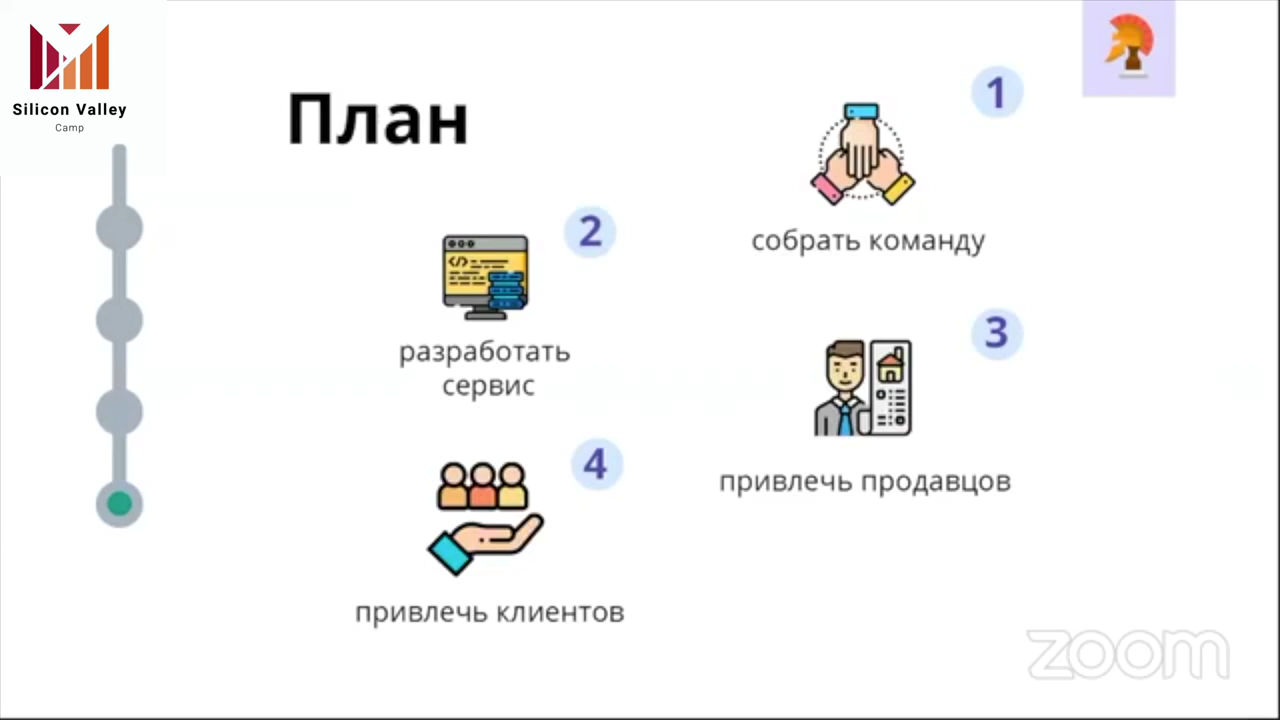 Silicon Valley
Camp
План
1
собрать команду
2
разработать
сервис
3
привлечь продавцов
4
привлечь клиентов
zoom